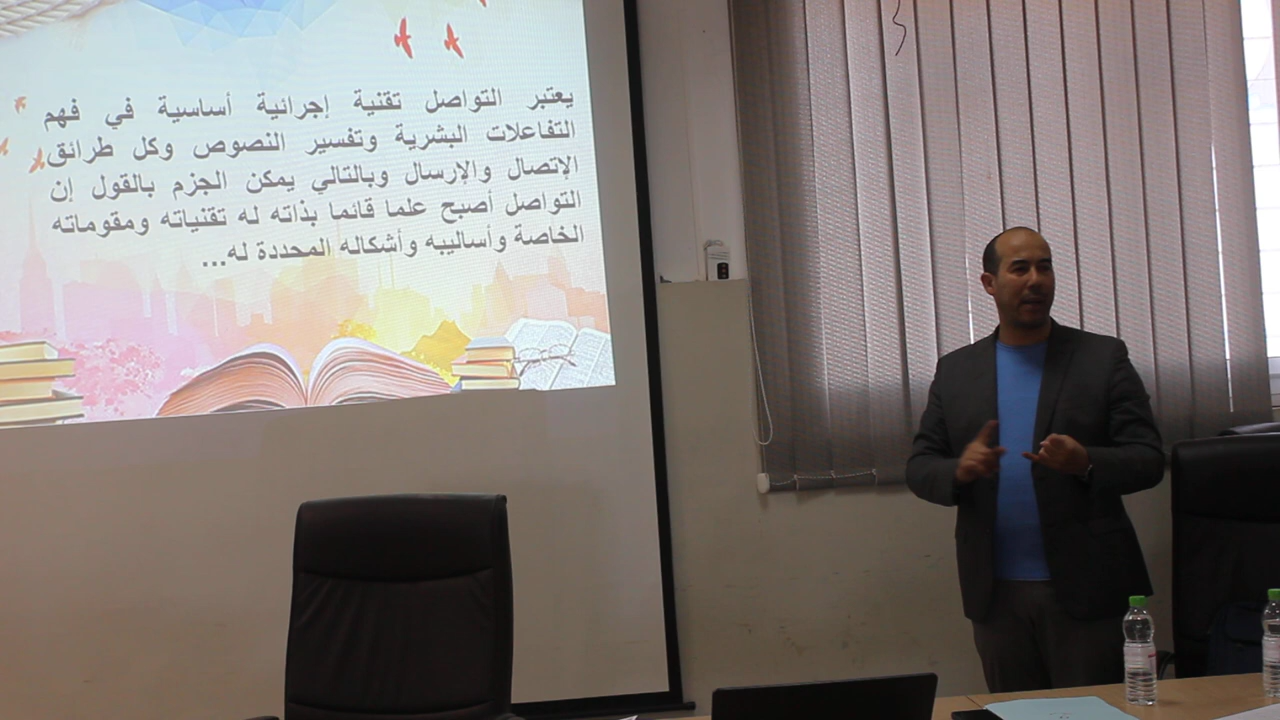 يعتبر التواصل تقنية إجرائية أساسية في فهم
التفاعلات البشرية وتفسير النصوص وكل طرائق
الإتصال والإرسال وبالتالي يمكن الجزم بالقول إن
التواصل أصبح علما قائما بذاته له تقنياته ومقوماته
الخاصة وأساليبه وأشكاله المحددة له...